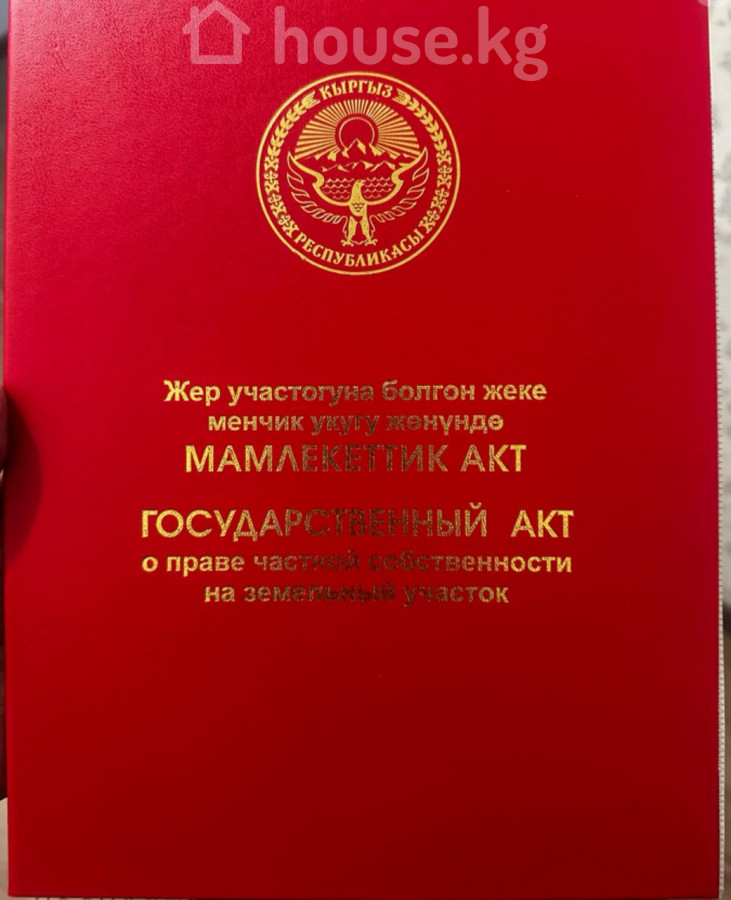 house.kg
КЫРГЫЗ
РЕСПУБЛИКАСЫ
Жер участогуна болгон жеке
менчик укугу жөнүндө
МАМЛЕКЕТТИК АКТ
ГОСУДАРСТВЕННЫЙ АКТ
о праве частной собственности
на земельный участок